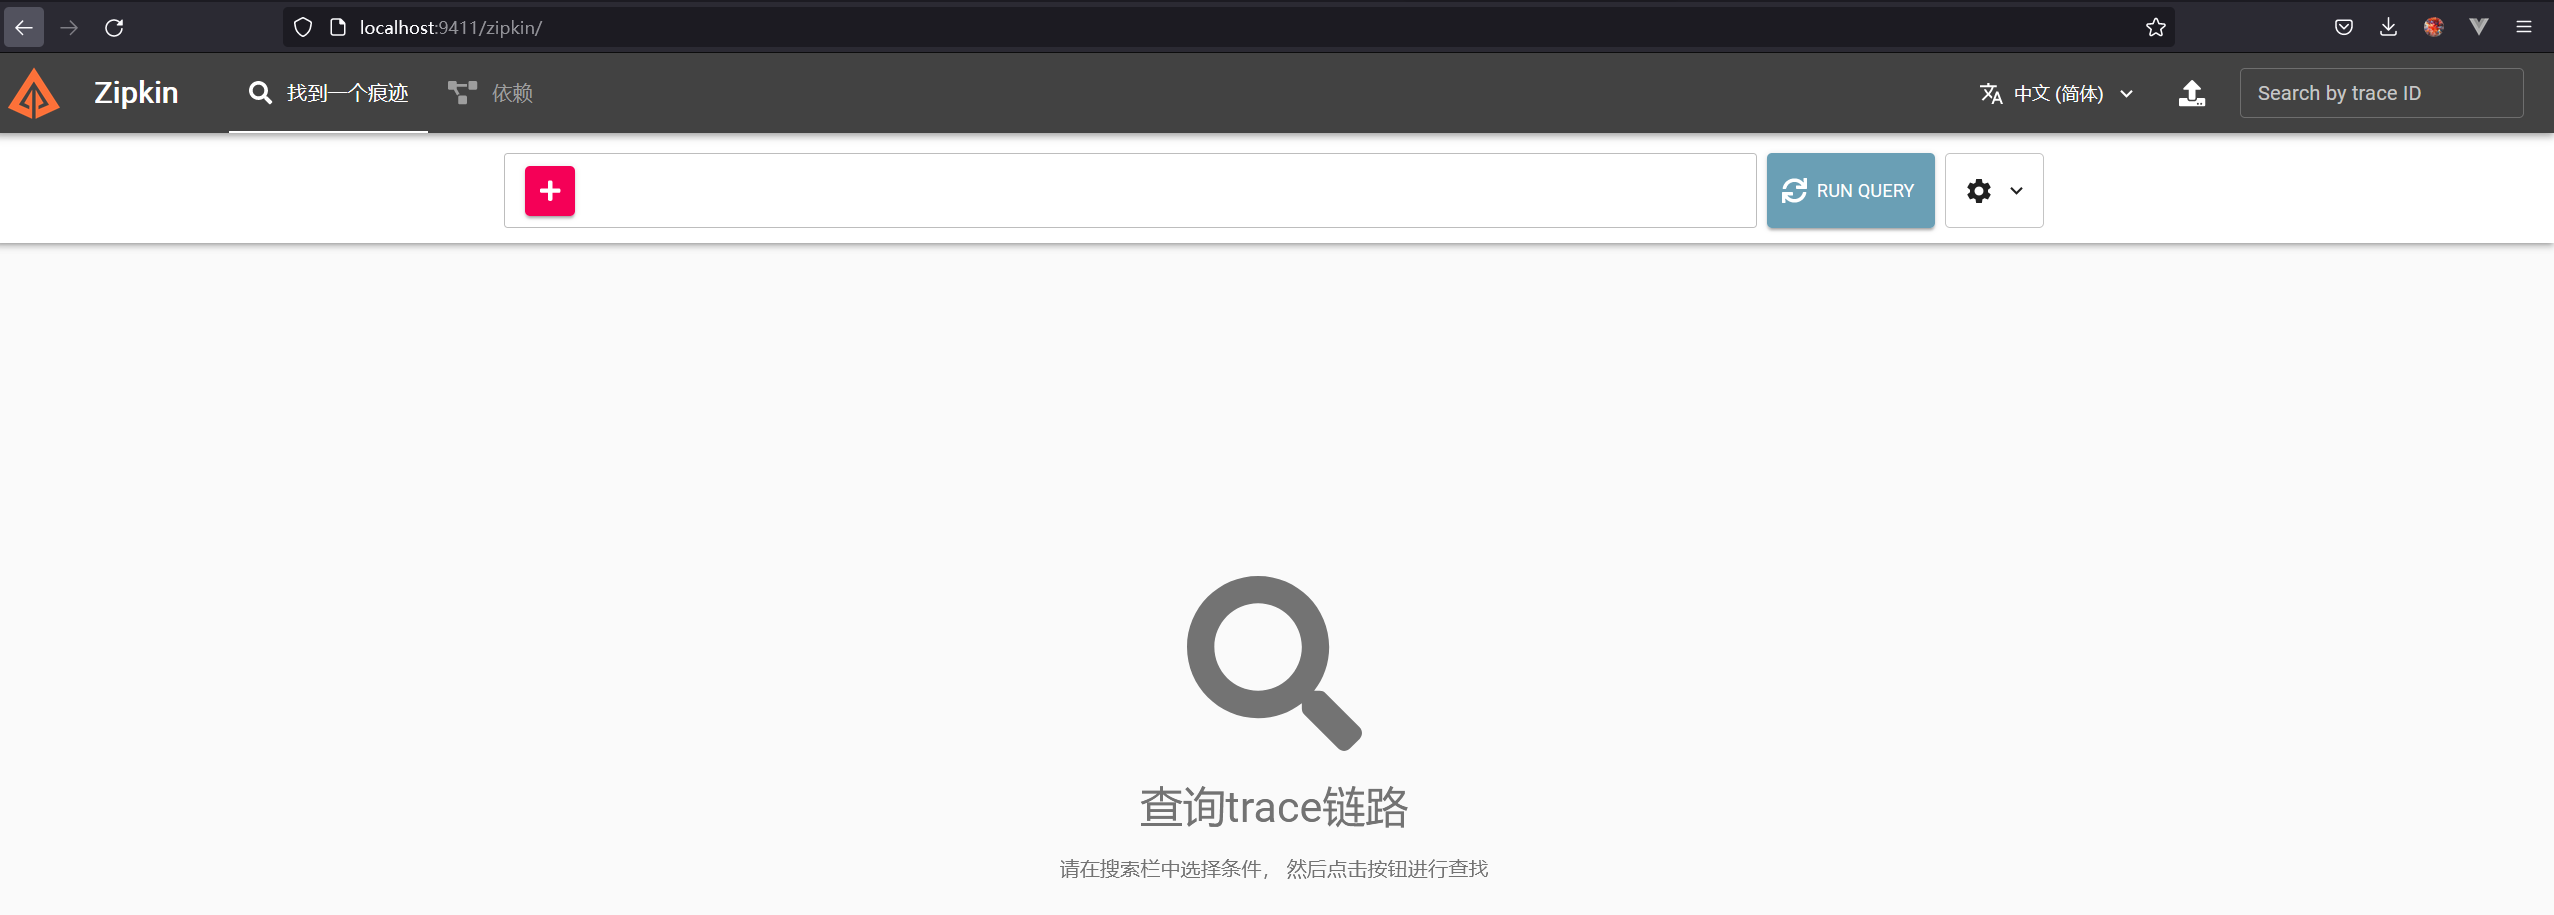 localhost:9411/zipkin/
Zipkin 找到一个痕迹 依赖 中文 (简体) Search by trace ID
RUN QUERY
查询trace链路
请在搜索栏中选择条件， 然后点击按钮进行查找